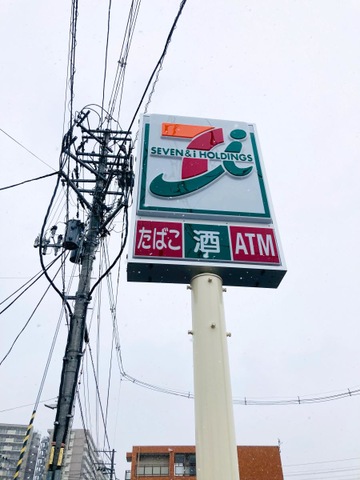 SEVEN & i HOLDINGS
たばこ 酒 ATM